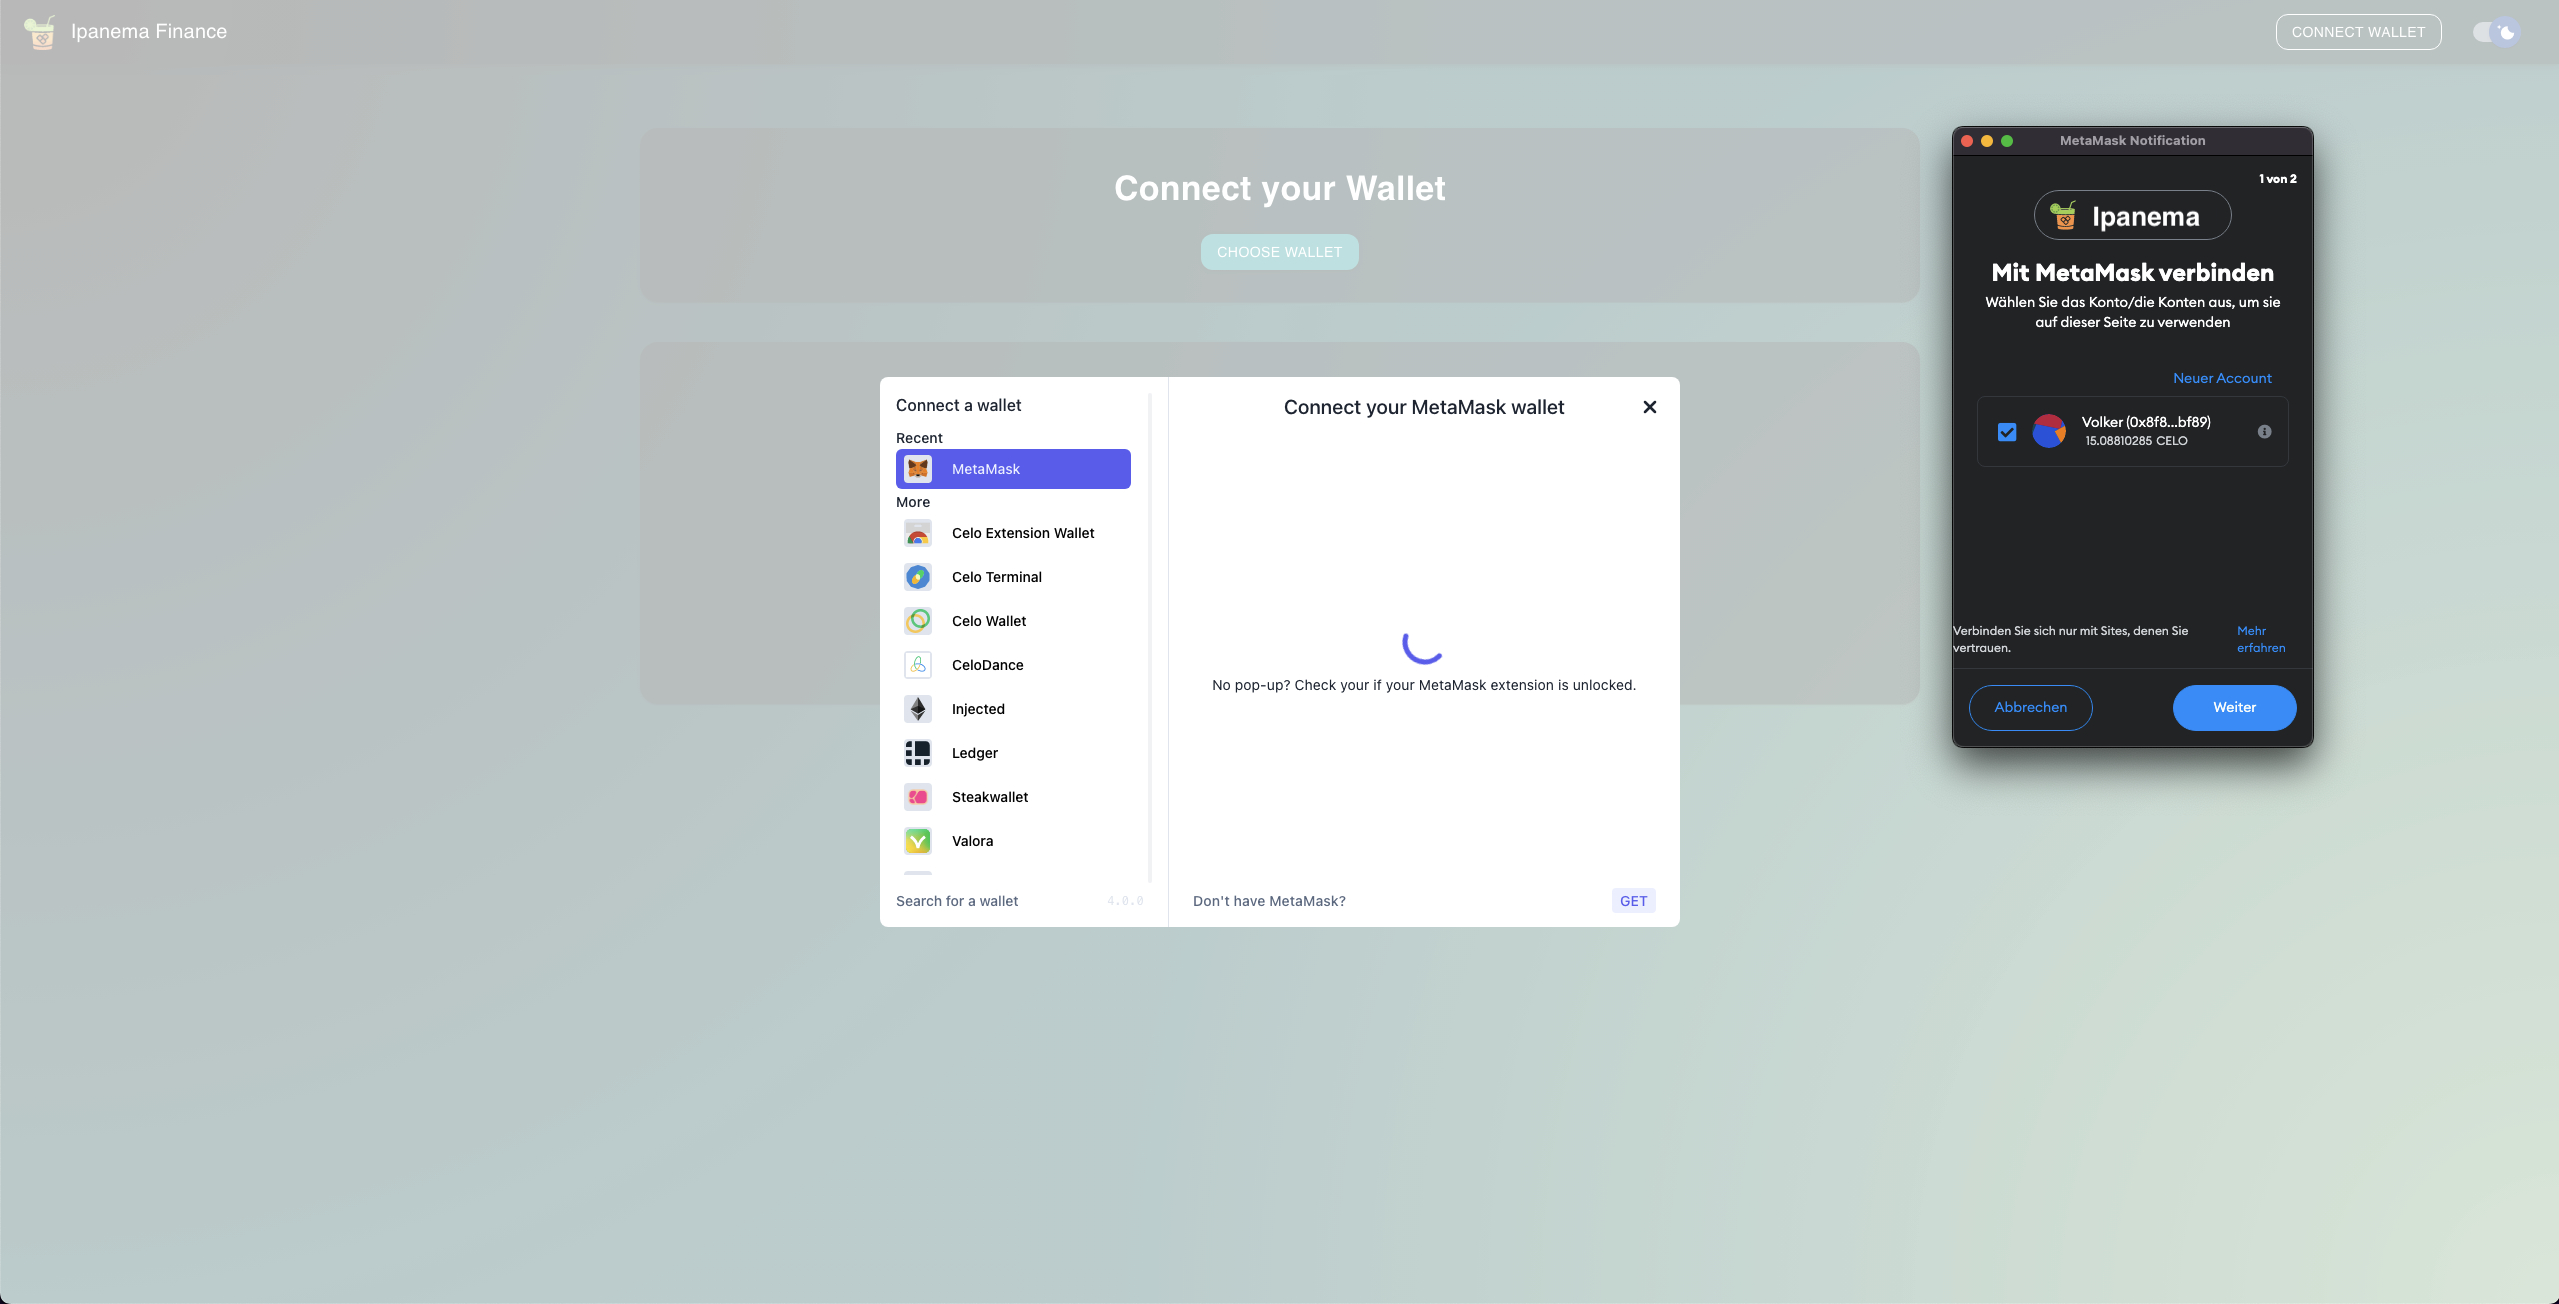 Ipanema Finance
CONNECT WALLET
Connect your Wallet
CHOOSE WALLET
Connect a wallet
Recent
MetaMask
More
Celo Extension Wallet
Celo Terminal
Celo Wallet
CeloDance
Injected
Ledger
Steakwallet
Valora
Search for a wallet
4.0.0
Connect your MetaMask wallet
No pop-up? Check your if your MetaMask extension is unlocked.
Don't have MetaMask?
GET
MetaMask Notification
1 von 2
Ipanema
Mit MetaMask verbinden
Wählen Sie das Konto/die Konten aus, um sie
auf dieser Seite zu verwenden
Neuer Account
Volker (0x8f8...bf89)
15.08810285 CELO
Verbinden Sie sich nur mit Sites, denen Sie
vertrauen.
Mehr
erfahren
Abbrechen
Weiter